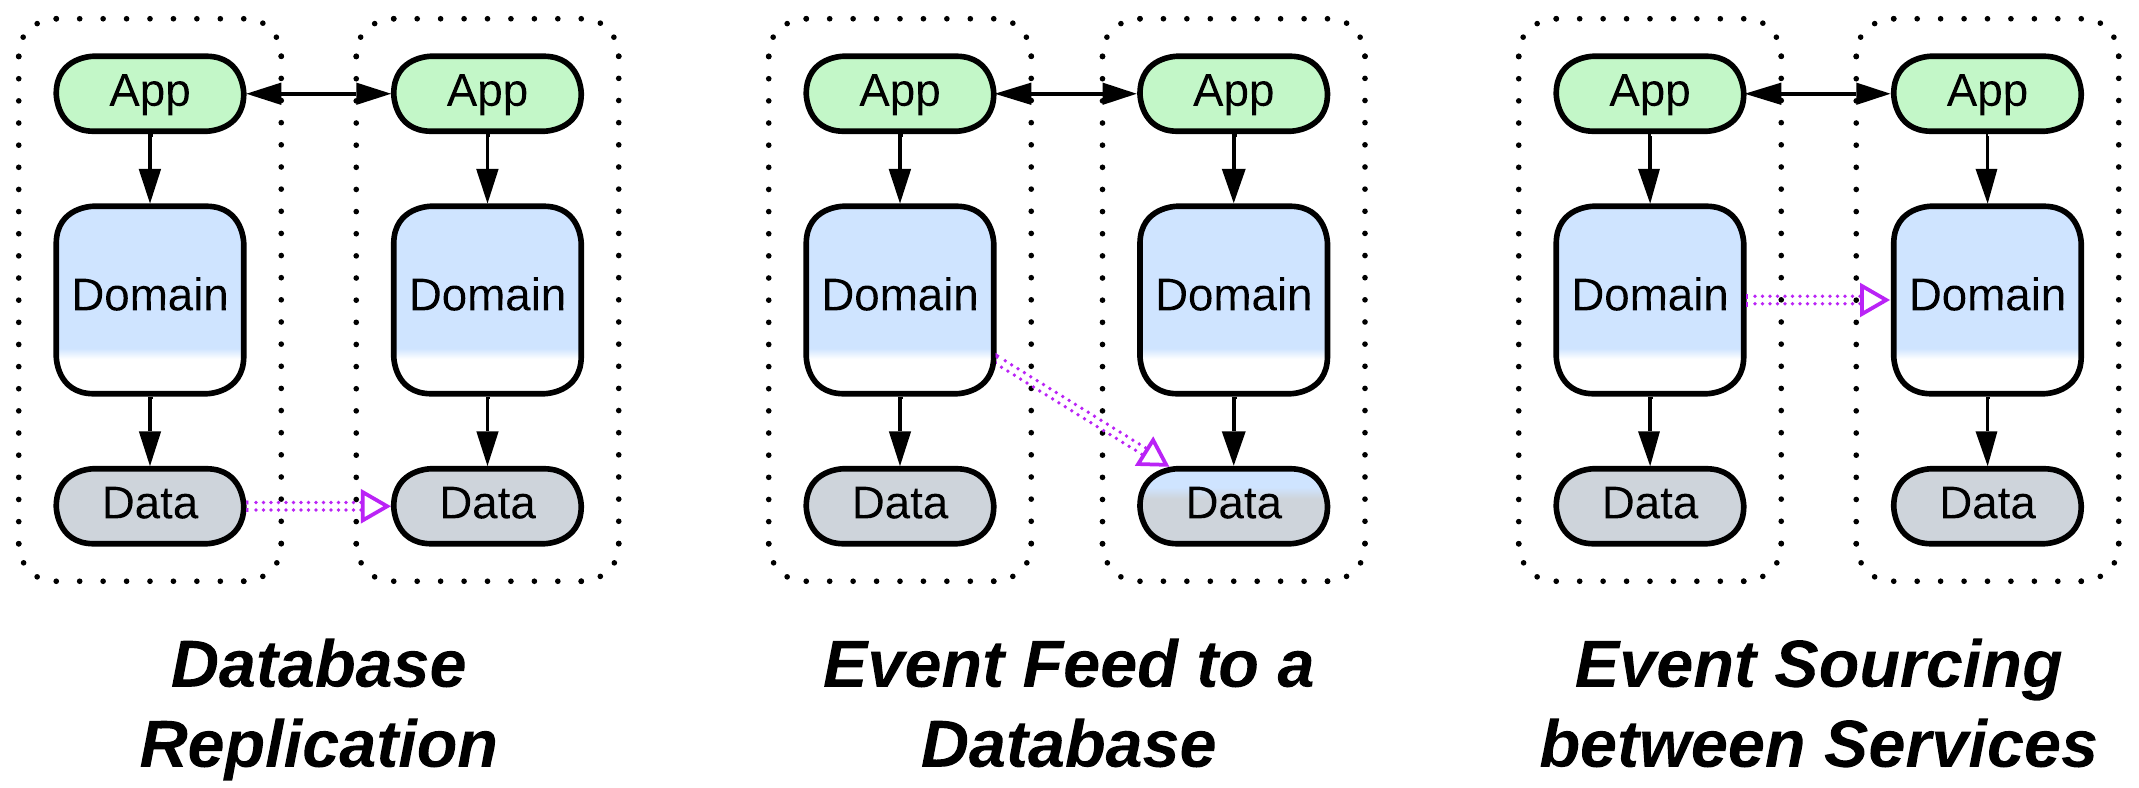 App
App
Domain
Domain
Data
Data
Database
Replication
App
App
Domain
Domain
Data
Data
Event Feed to a
Database
App
App
Domain
Domain
Data
Data
Event Sourcing
between Services